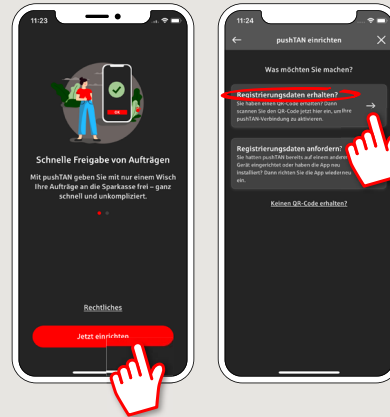 11:23
OK
Schnelle Freigabe von Aufträgen
Mit pushTAN geben Sie mit nur einem Wisch
Ihre Aufträge an die Sparkasse frei – ganz
schnell und unkompliziert.
Rechtliches
Jetzt einrichten
11:24
pushTAN einrichten
Was möchten Sie machen?
Registrierungsdaten erhalten?
Sie haben einen QR-Code erhalten? Dann
scannen Sie den QR-Code jetzt hier ein, um Ihre
pushTAN-Verbindung zu aktivieren.
Registrierungsdaten anfordern?
Sie hatten pushTAN bereits auf einem anderen
Gerät eingerichtet oder haben die App neu
installiert? Dann richten Sie die App wieder neu
ein.
Keinen QR-Code erhalten?